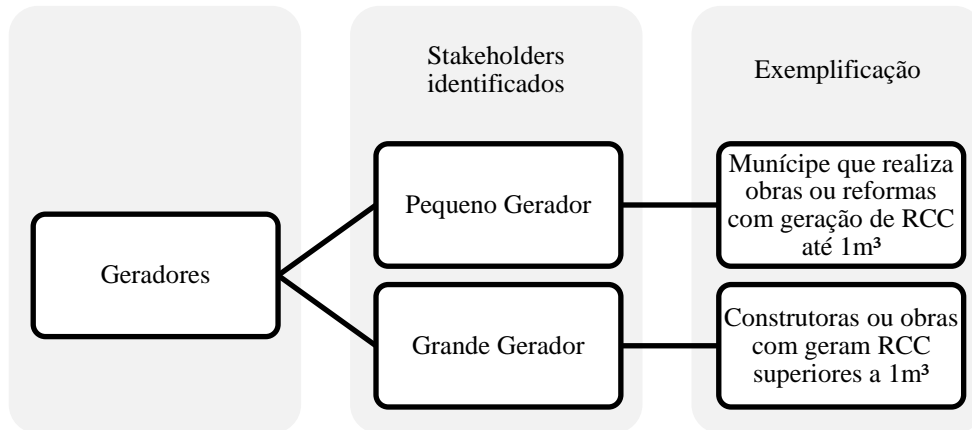 Stakeholders
identificados
Exemplificação
Geradores
Pequeno Gerador
Munícipe que realiza
obras ou reformas
com geração de RCC
até 1m³
Grande Gerador
Construtoras ou obras
com geram RCC
superiores a 1m³